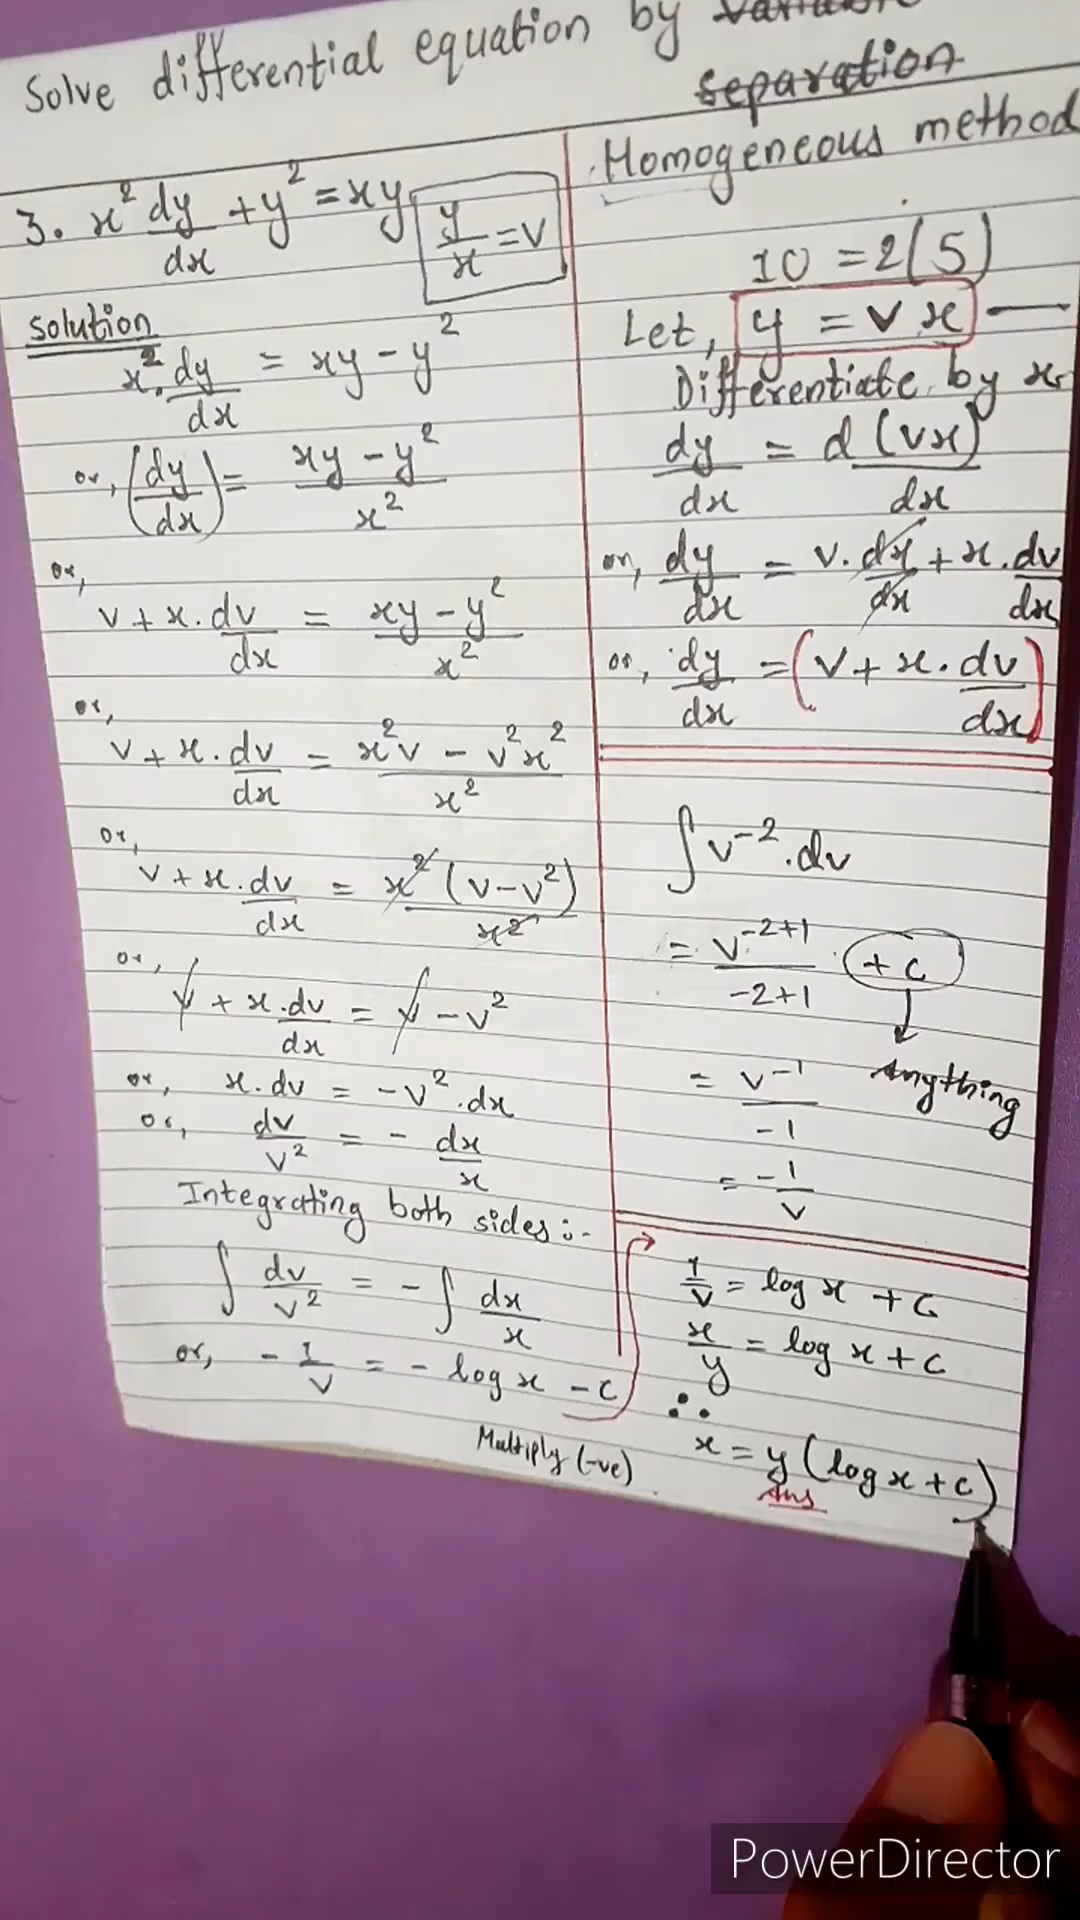 Solve differential equation by variable
separation
Homogeneous method
3. x² dy/dx + y² = xy
y/x = v
Solution
x². dy/dx = xy - y²
or, (dy/dx) = xy - y² / x²
or,
v + x. dv/dx = xy - y² / x²
or,
v + x. dv/dx = x²v - v²x² / x²
or,
v + x. dv/dx = x² (v - v²) / x²
or,
v + x. dv/dx = v - v²
or, x. dv = - v². dx
or, dv/v² = - dx/x
Integrating both sides :-
∫ dv/v² = - ∫ dx/x
or, - 1/v = - log x - c
Multiply (-ve)
10 = 2(5)
Let, y = v x —
Differentiate by x
dy/dx = d (vx)/dx
or, dy/dx = v. dx/dx + x. dv/dx
or, dy/dx = (v + x. dv/dx)
∫ v⁻². dv
= v⁻²⁺¹ / -2+1 + c
Anything
= v⁻¹ / -1
= -1/v
1/v = log x + c
x/y = log x + c
∴
x = y (log x + c)
Ans
PowerDirector